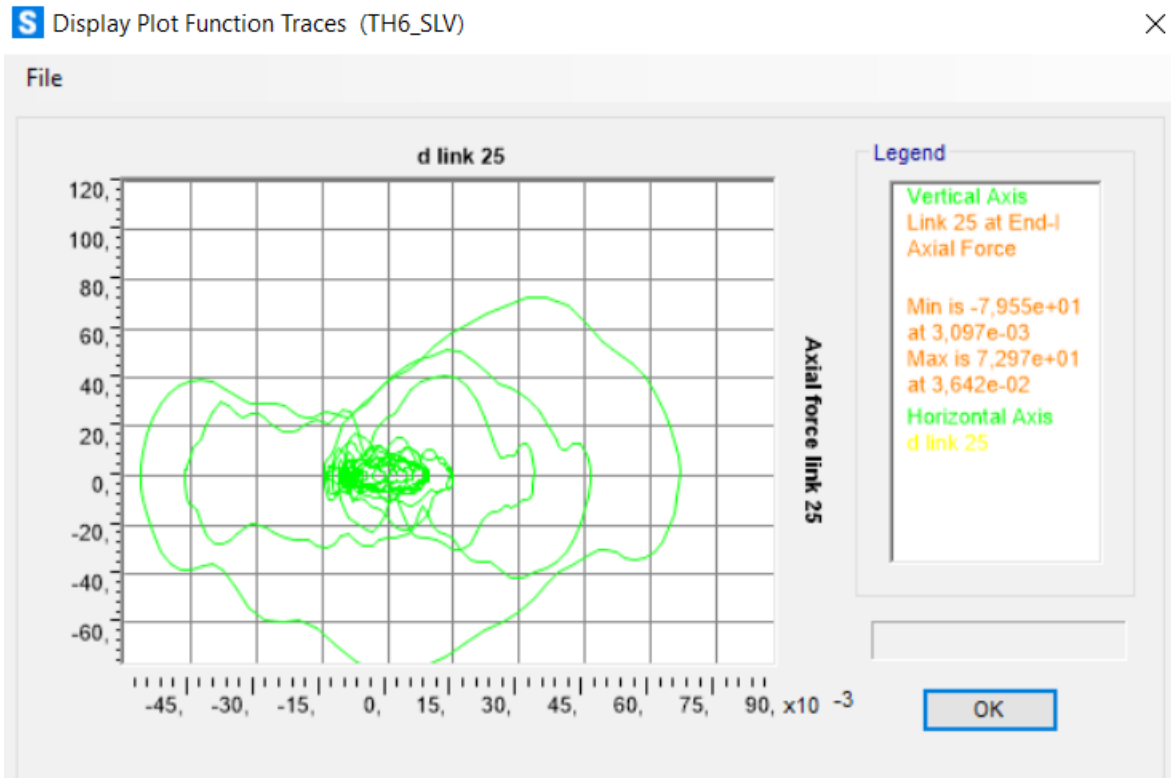 S Display Plot Function Traces (TH6_SLV)
File
d link 25
120,
100,
80,
60,
40,
20,
0,
-20,
-40,
-60,
-45, -30, -15, 0, 15, 30, 45, 60, 75, 90, x10 -3
Axial force link 25
Legend
Vertical Axis
Link 25 at End-I
Axial Force
Min is -7,955e+01
at 3,097e-03
Max is 7,297e+01
at 3,642e-02
Horizontal Axis
d link 25
OK